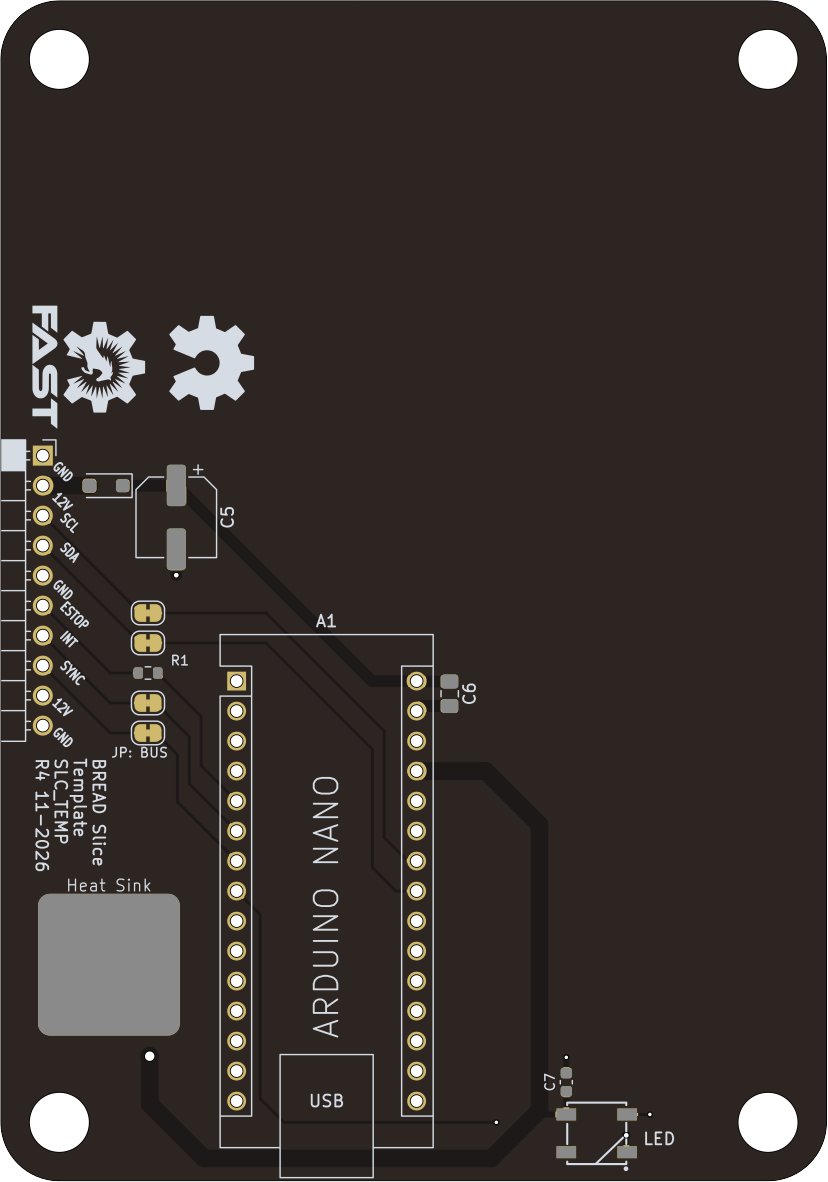 FAST
+
GND
12V
SCL
SDA
GND
ESTOP
INT
SYNC
12V
GND
C5
R1
JP: BUS
A1
C6
BREAD Slice
Template
SLC_TEMP
R4 11-2026
Heat Sink
ARDUINO NANO
USB
C7
LED